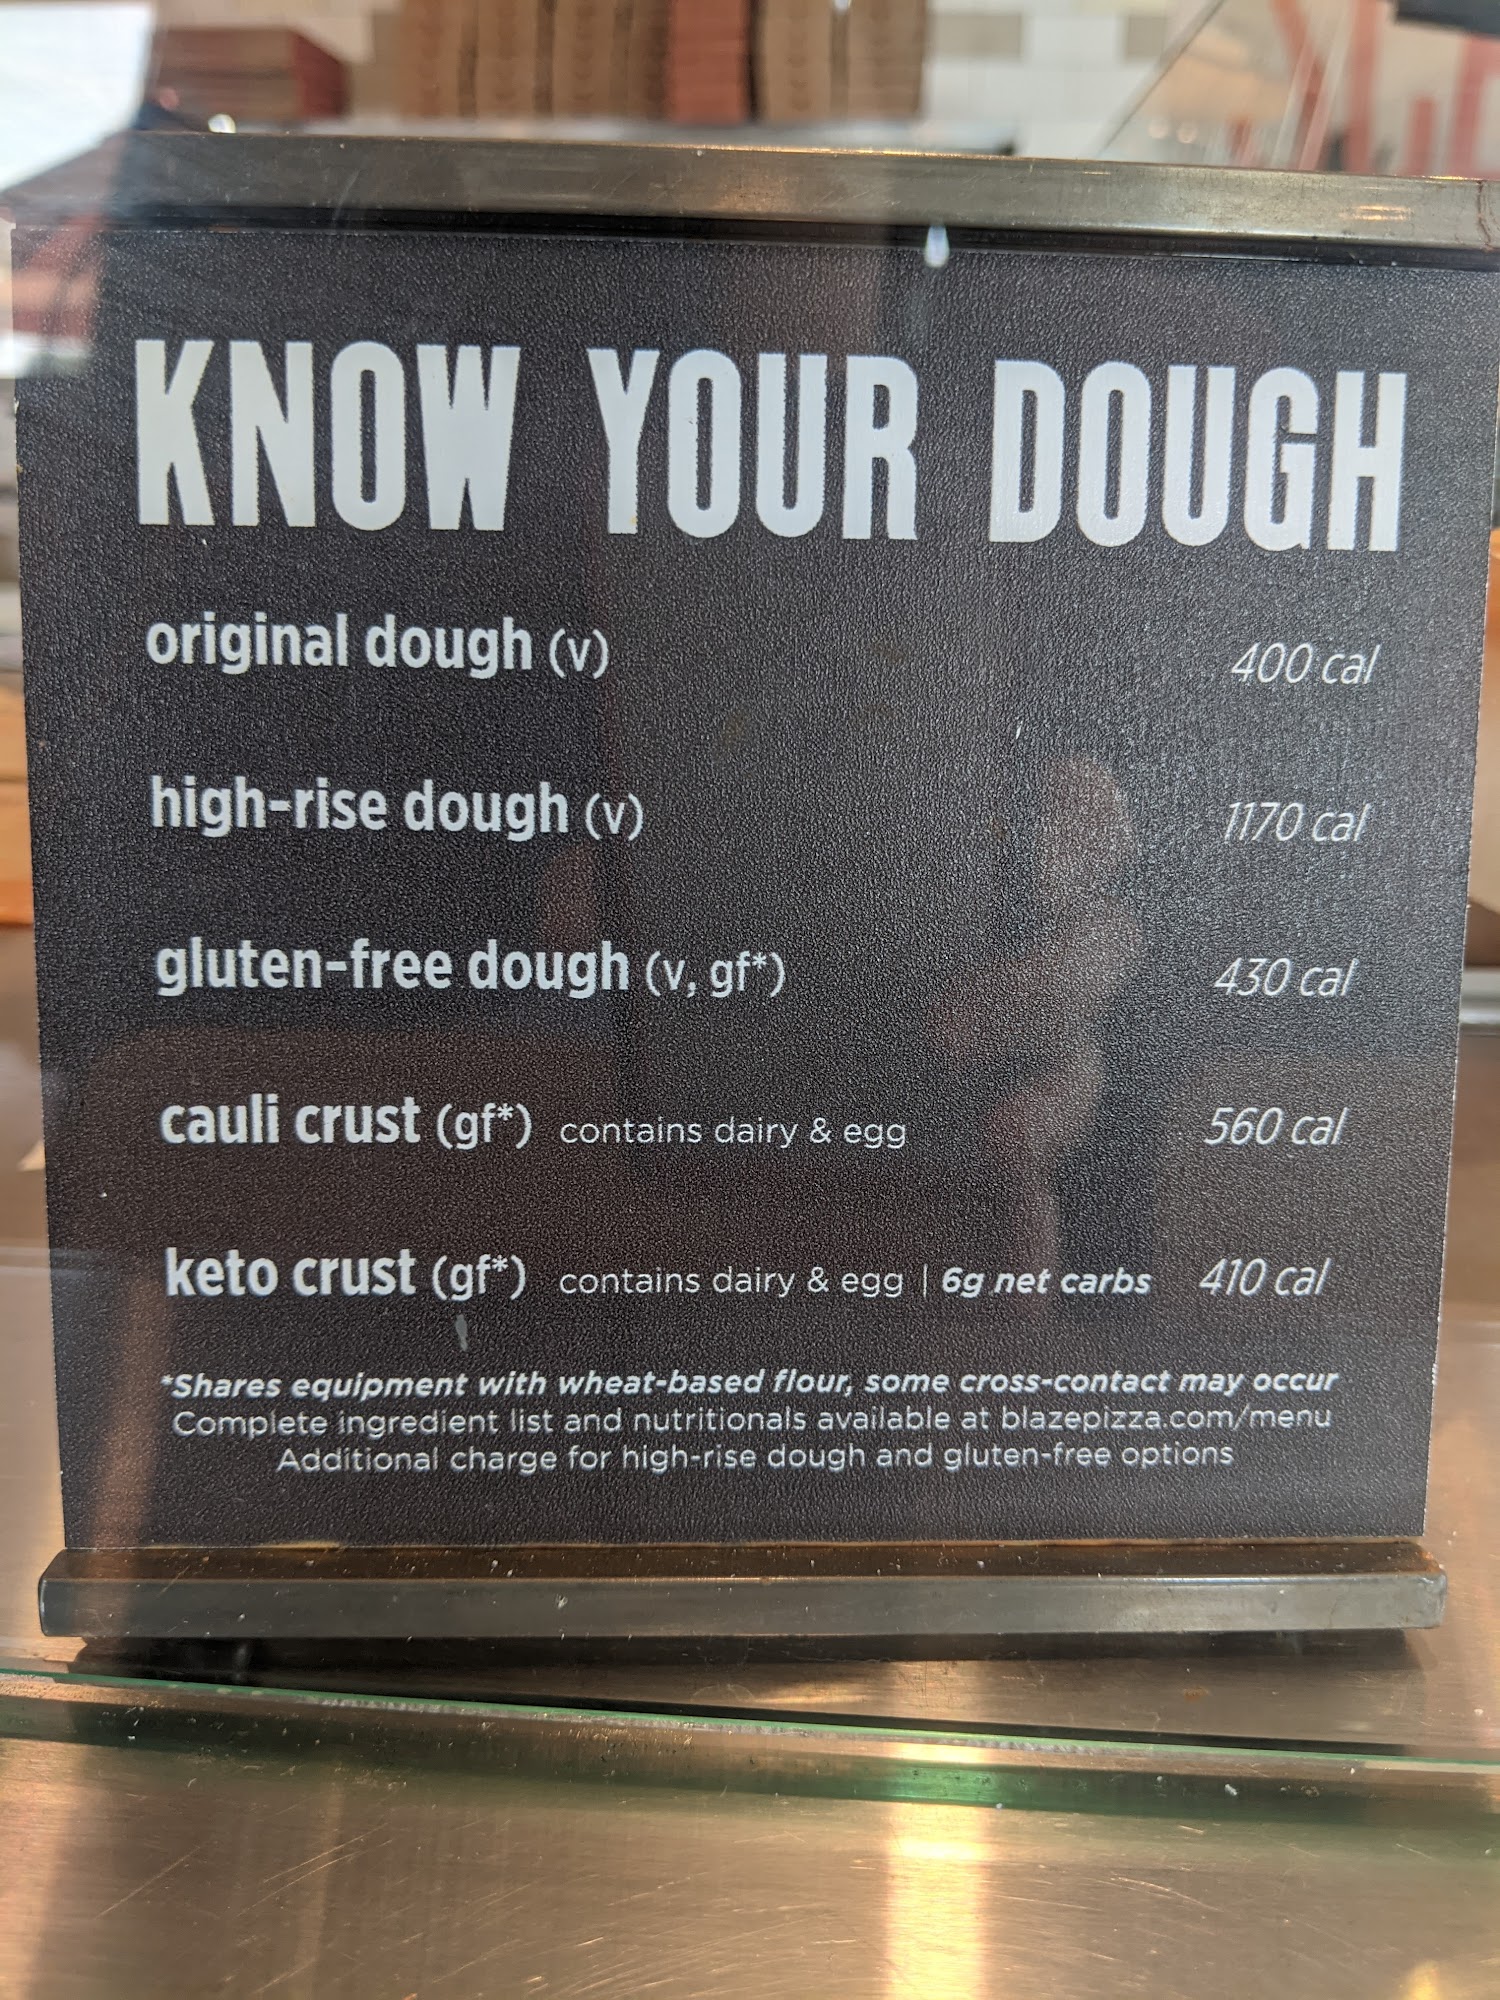 KNOW YOUR DOUGH
original dough (v) 400 cal
high-rise dough (v) 1170 cal
gluten-free dough (v, gf*) 430 cal
cauli crust (gf*) contains dairy & egg 560 cal
keto crust (gf*) contains dairy & egg | 6g net carbs 410 cal
*Shares equipment with wheat-based flour, some cross-contact may occur
Complete ingredient list and nutritionals available at blazepizza.com/menu
Additional charge for high-rise dough and gluten-free options